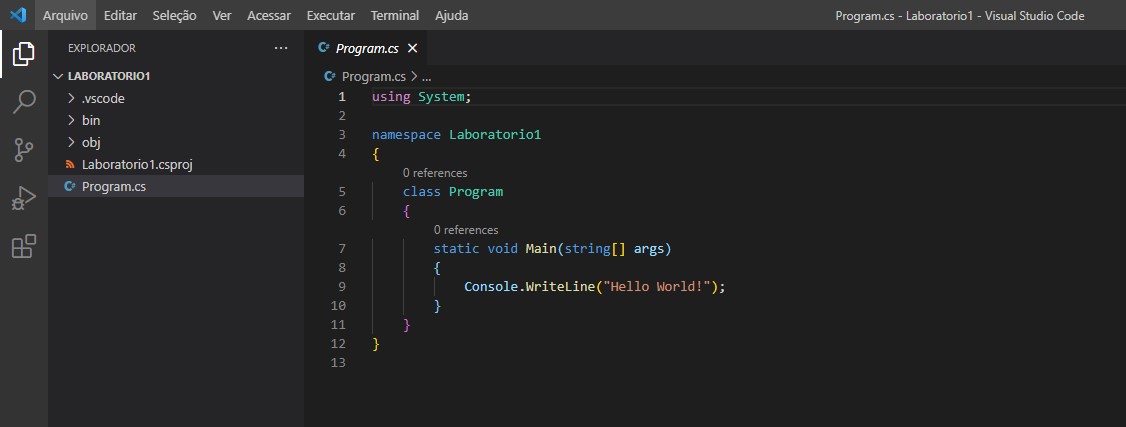 Arquivo Editar Seleção Ver Acessar Executar Terminal Ajuda Program.cs - Laboratorio1 - Visual Studio Code
EXPLORADOR ...
LABORATORIO1
.vscode
bin
obj
Laboratorio1.csproj
C# Program.cs
C# Program.cs
C# Program.cs > ...
1 using System;
2
3 namespace Laboratorio1
4 {
0 references
5 class Program
6 {
0 references
7 static void Main(string[] args)
8 {
9 Console.WriteLine("Hello World!");
10 }
11 }
12 }
13